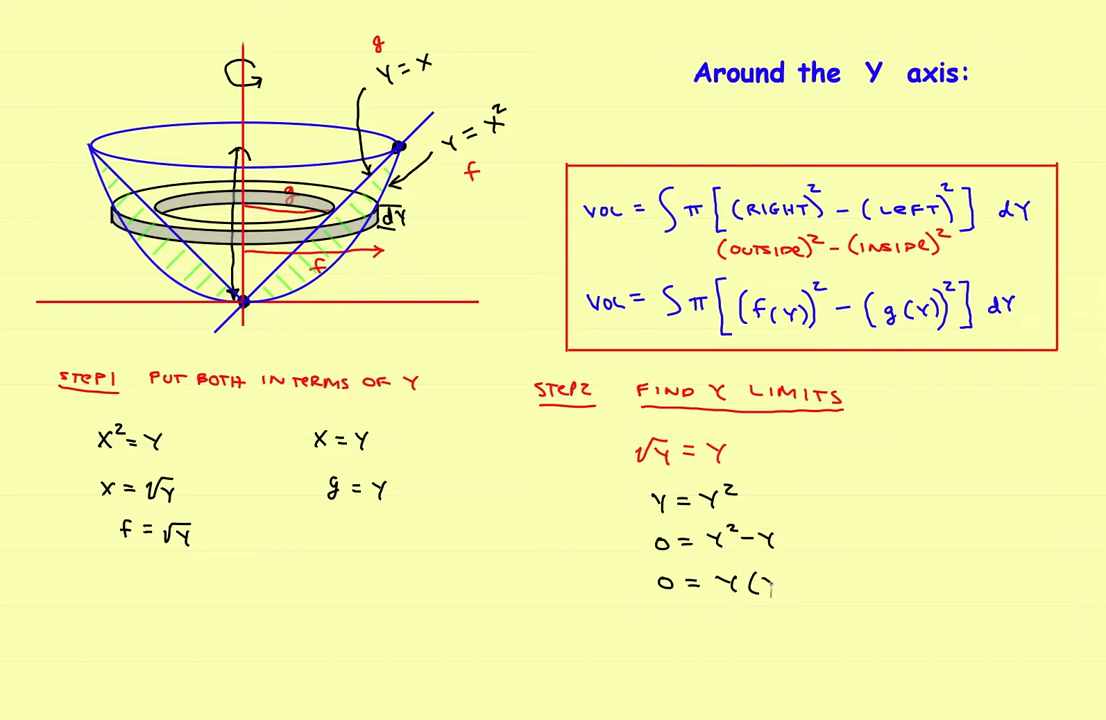 g
Y = X
Y = X²
f
g
dY
f
Around the Y axis:
VOL = ∫ π [ (RIGHT)² - (LEFT)² ] dY
(OUTSIDE)² - (INSIDE)²
VOL = ∫ π [ (f(Y))² - (g(Y))² ] dY
STEP1 PUT BOTH IN TERMS OF Y
X² = Y
X = Y
X = √Y
g = Y
f = √Y
STEP2 FIND Y LIMITS
√Y = Y
Y = Y²
0 = Y² - Y
0 = Y (Y